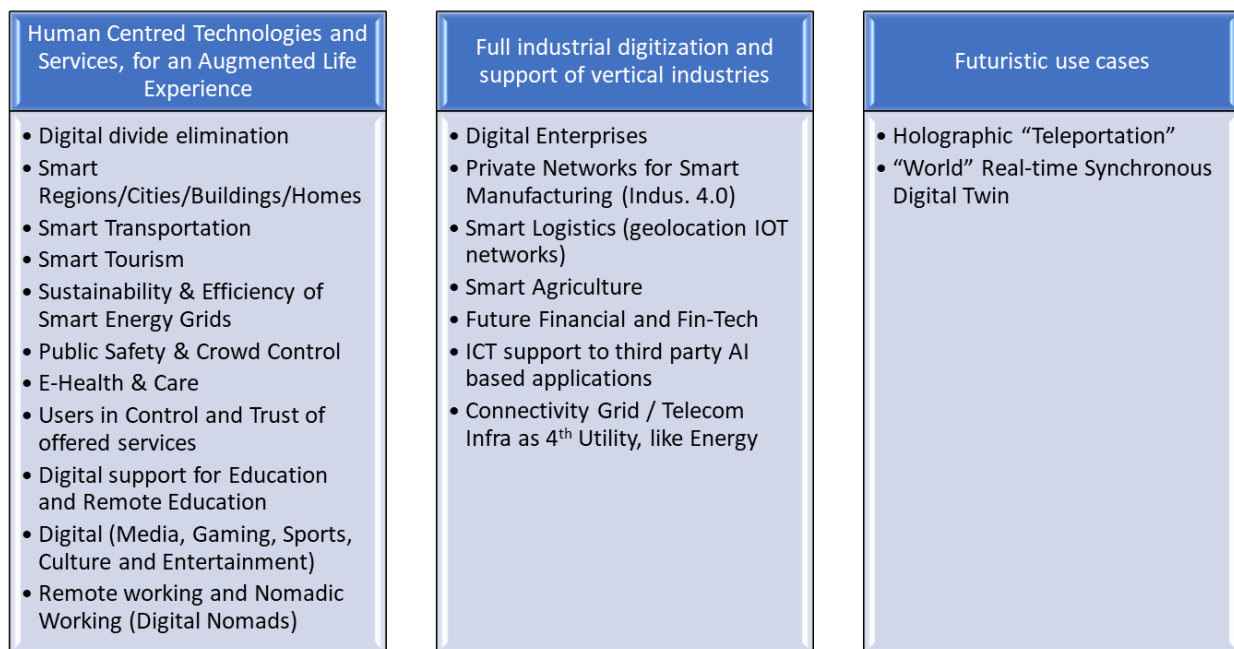 Human Centred Technologies and
Services, for an Augmented Life
Experience
• Digital divide elimination
• Smart
Regions/Cities/Buildings/Homes
• Smart Transportation
• Smart Tourism
• Sustainability & Efficiency of
Smart Energy Grids
• Public Safety & Crowd Control
• E-Health & Care
• Users in Control and Trust of
offered services
• Digital support for Education
and Remote Education
• Digital (Media, Gaming, Sports,
Culture and Entertainment)
• Remote working and Nomadic
Working (Digital Nomads)
Full industrial digitization and
support of vertical industries
• Digital Enterprises
• Private Networks for Smart
Manufacturing (Indus. 4.0)
• Smart Logistics (geolocation IOT
networks)
• Smart Agriculture
• Future Financial and Fin-Tech
• ICT support to third party AI
based applications
• Connectivity Grid / Telecom
Infra as 4th Utility, like Energy
Futuristic use cases
• Holographic “Teleportation”
• “World” Real-time Synchronous
Digital Twin